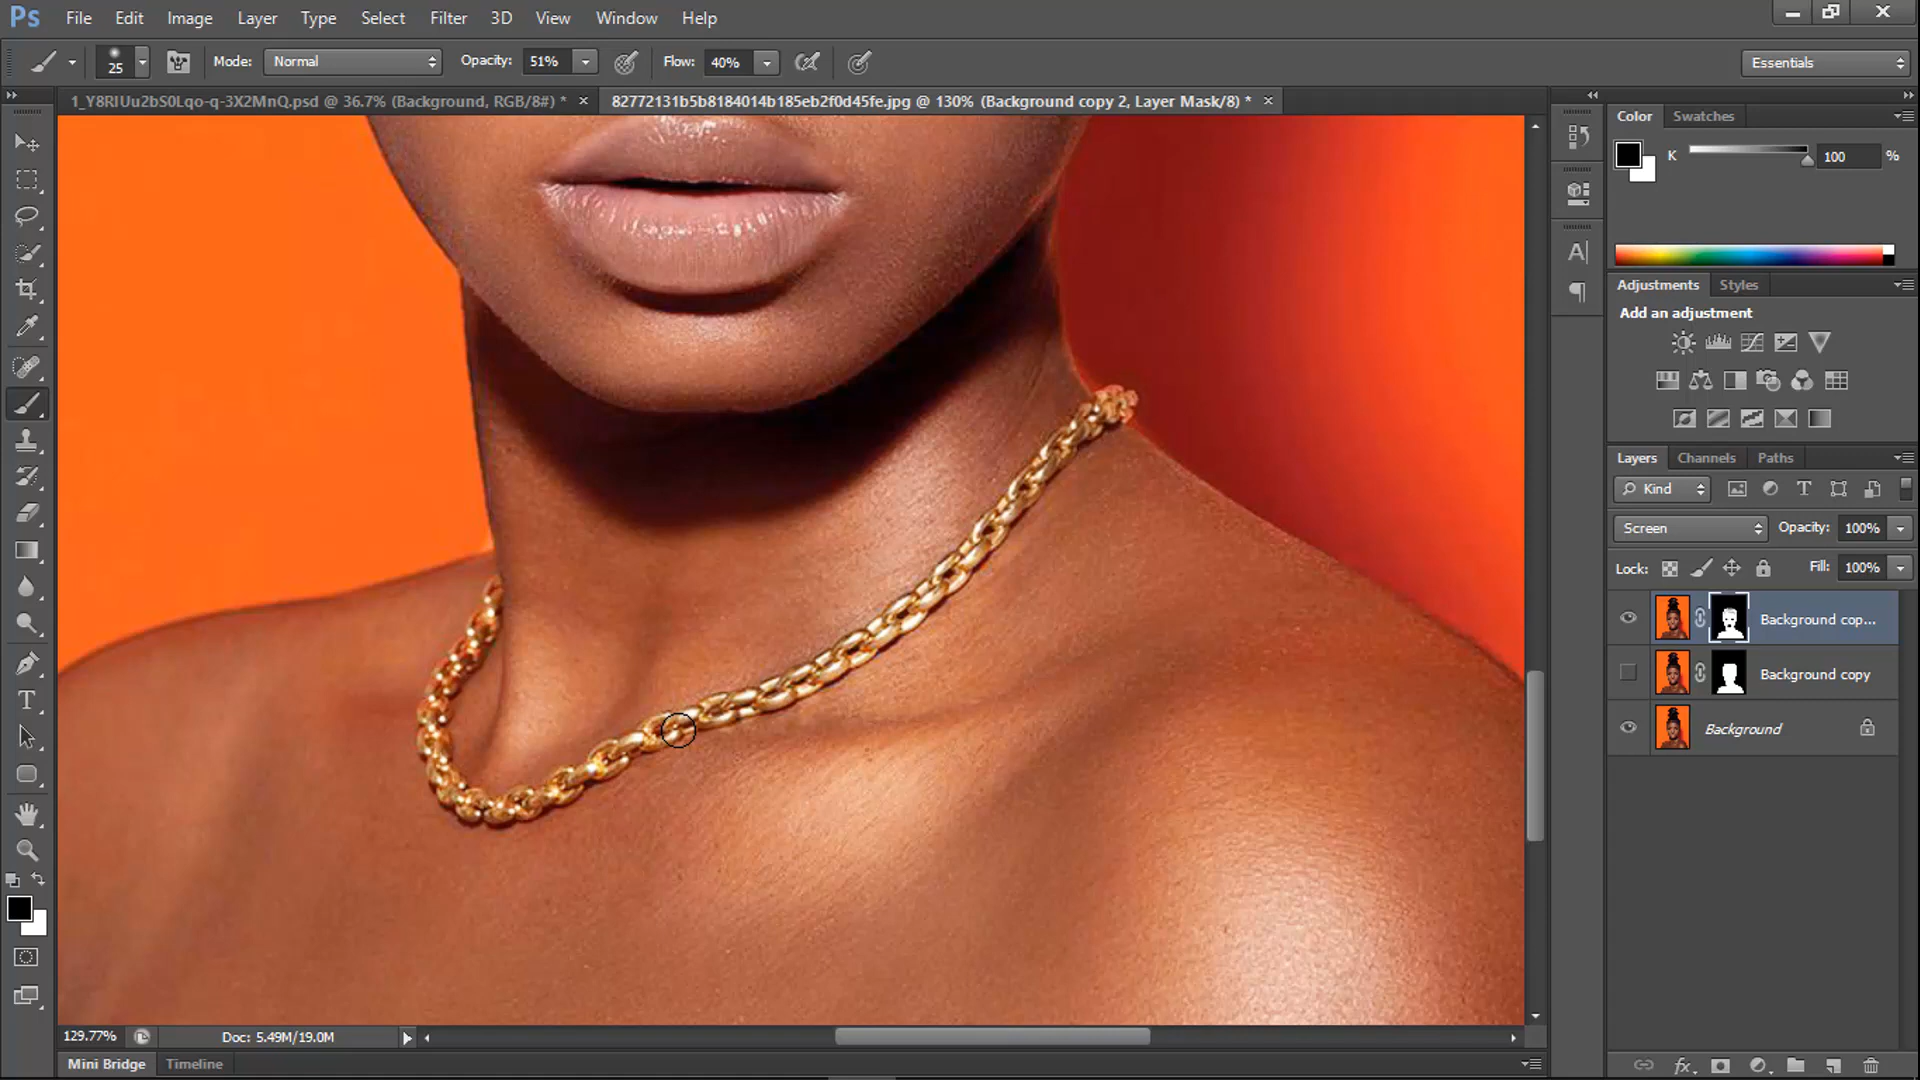 Ps File Edit Image Layer Type Select Filter 3D View Window Help
25 Mode: Normal Opacity: 51% Flow: 40% Essentials
1_Y8RIUu2bS0Lqo-q-3X2MnQ.psd @ 36.7% (Background, RGB/8#) * 82772131b5b8184014b185eb2f0d45fe.jpg @ 130% (Background copy 2, Layer Mask/8) *
Color Swatches
K 100 %
Adjustments Styles
Add an adjustment
Layers Channels Paths
Kind
Screen Opacity: 100%
Lock: Fill: 100%
Background cop...
Background copy
Background
129.77% Doc: 5.49M/19.0M
Mini Bridge Timeline